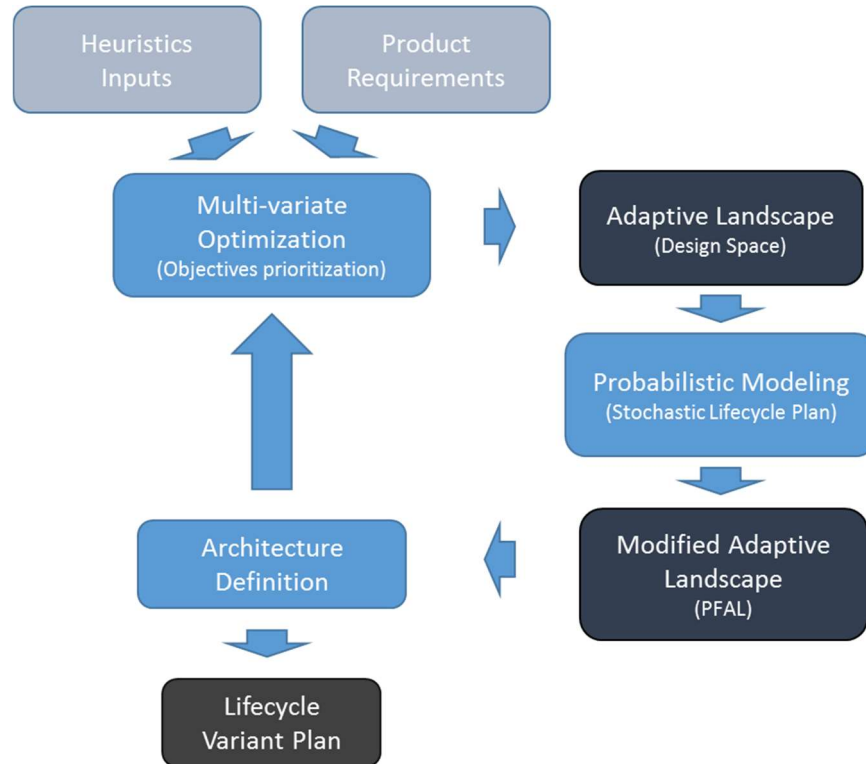 Heuristics
Inputs
Product
Requirements
Multi-variate
Optimization
(Objectives prioritization)
Adaptive Landscape
(Design Space)
Probabilistic Modeling
(Stochastic Lifecycle Plan)
Modified Adaptive
Landscape
(PFAL)
Architecture
Definition
Lifecycle
Variant Plan